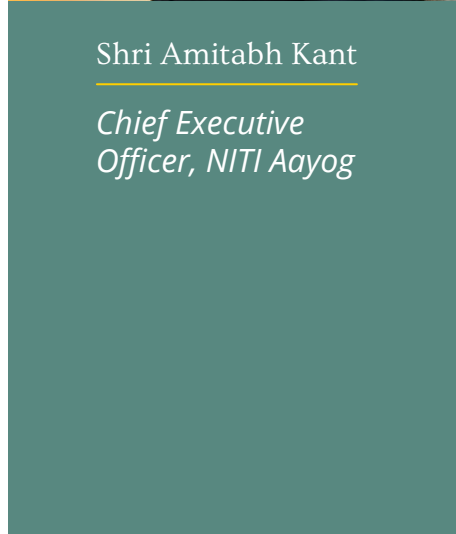 Shri Amitabh Kant
Chief Executive
Officer, NITI Aayog